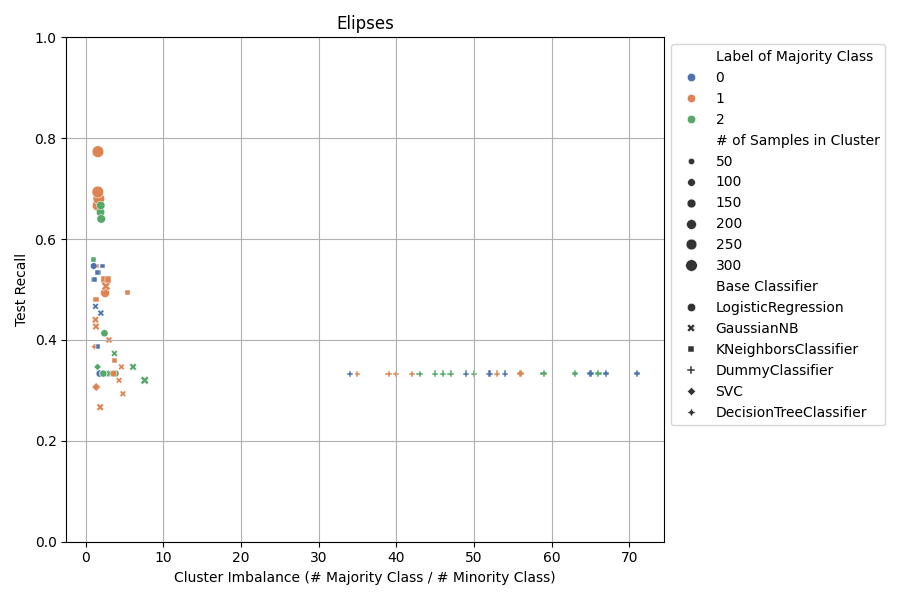 Elipses
1.0
0.8
0.6
0.4
0.2
0.0
Test Recall
0 10 20 30 40 50 60 70
Cluster Imbalance (# Majority Class / # Minority Class)
Label of Majority Class
0
1
2
# of Samples in Cluster
50
100
150
200
250
300
Base Classifier
LogisticRegression
GaussianNB
KNeighborsClassifier
DummyClassifier
SVC
DecisionTreeClassifier